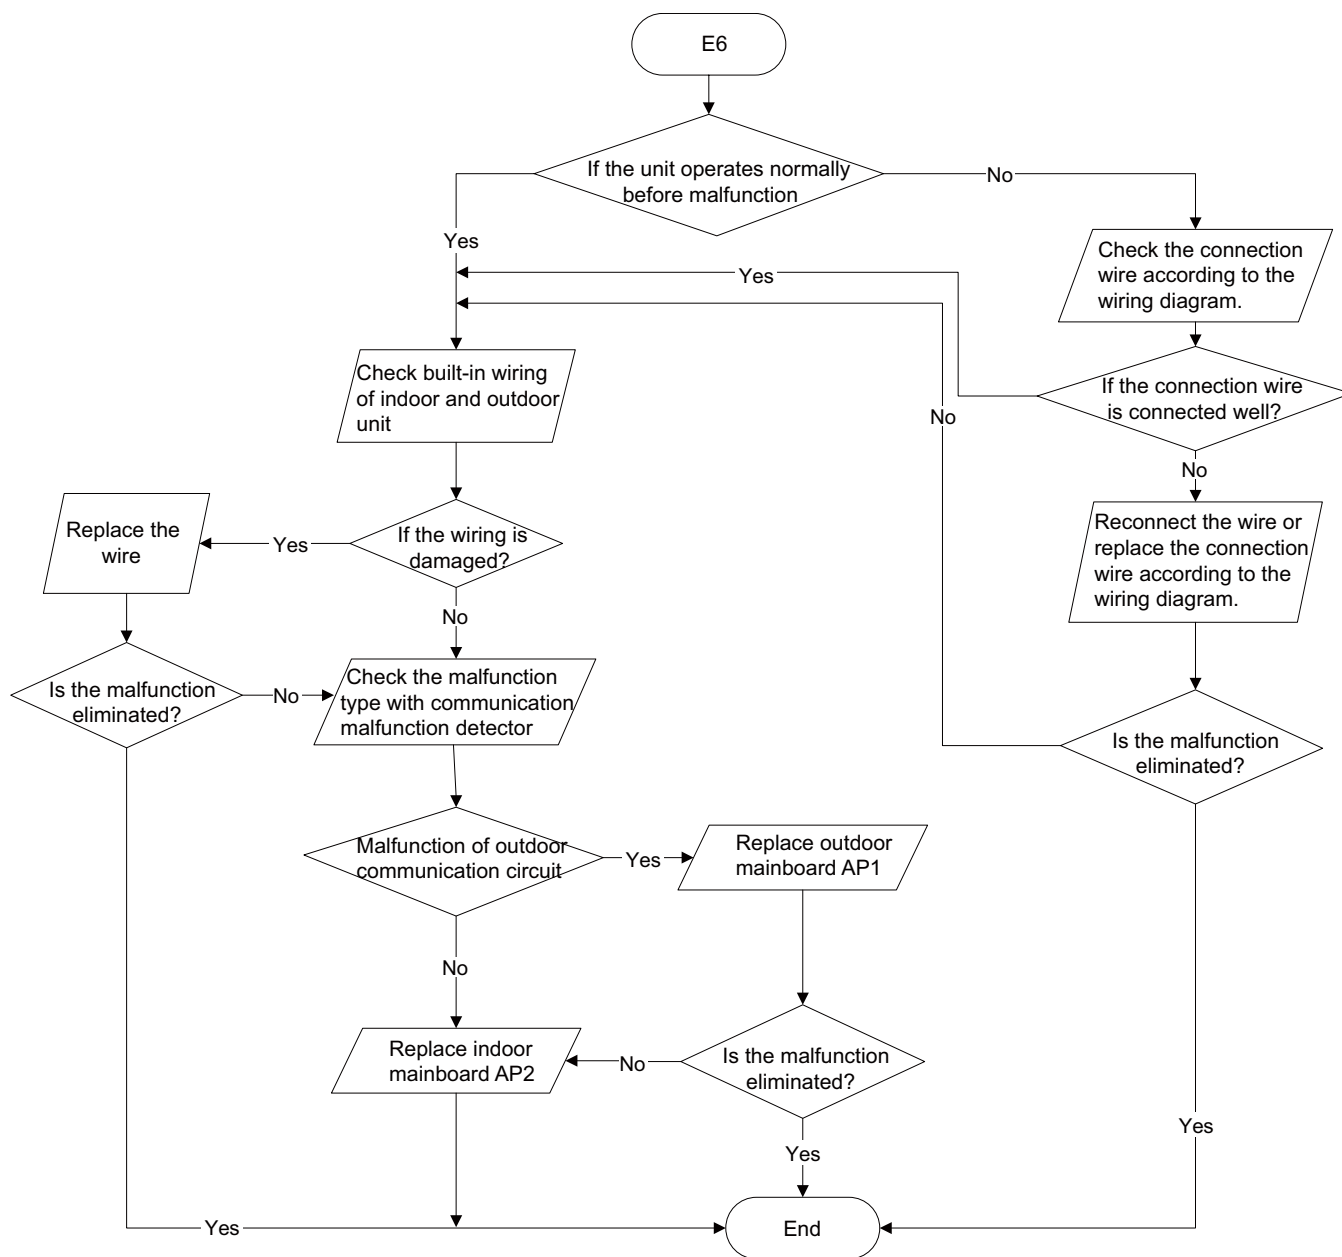 E6
If the unit operates normally
before malfunction
No
Yes
Check the connection
wire according to the
wiring diagram.
Yes
Check built-in wiring
of indoor and outdoor
unit
If the connection wire
is connected well?
No
No
Replace the
wire
Yes
If the wiring is
damaged?
Reconnect the wire or
replace the connection
wire according to the
wiring diagram.
No
Is the malfunction
eliminated?
No
Check the malfunction
type with communication
malfunction detector
Is the malfunction
eliminated?
Malfunction of outdoor
communication circuit
Yes
Replace outdoor
mainboard AP1
No
Replace indoor
mainboard AP2
No
Is the malfunction
eliminated?
Yes
Yes
Yes
End